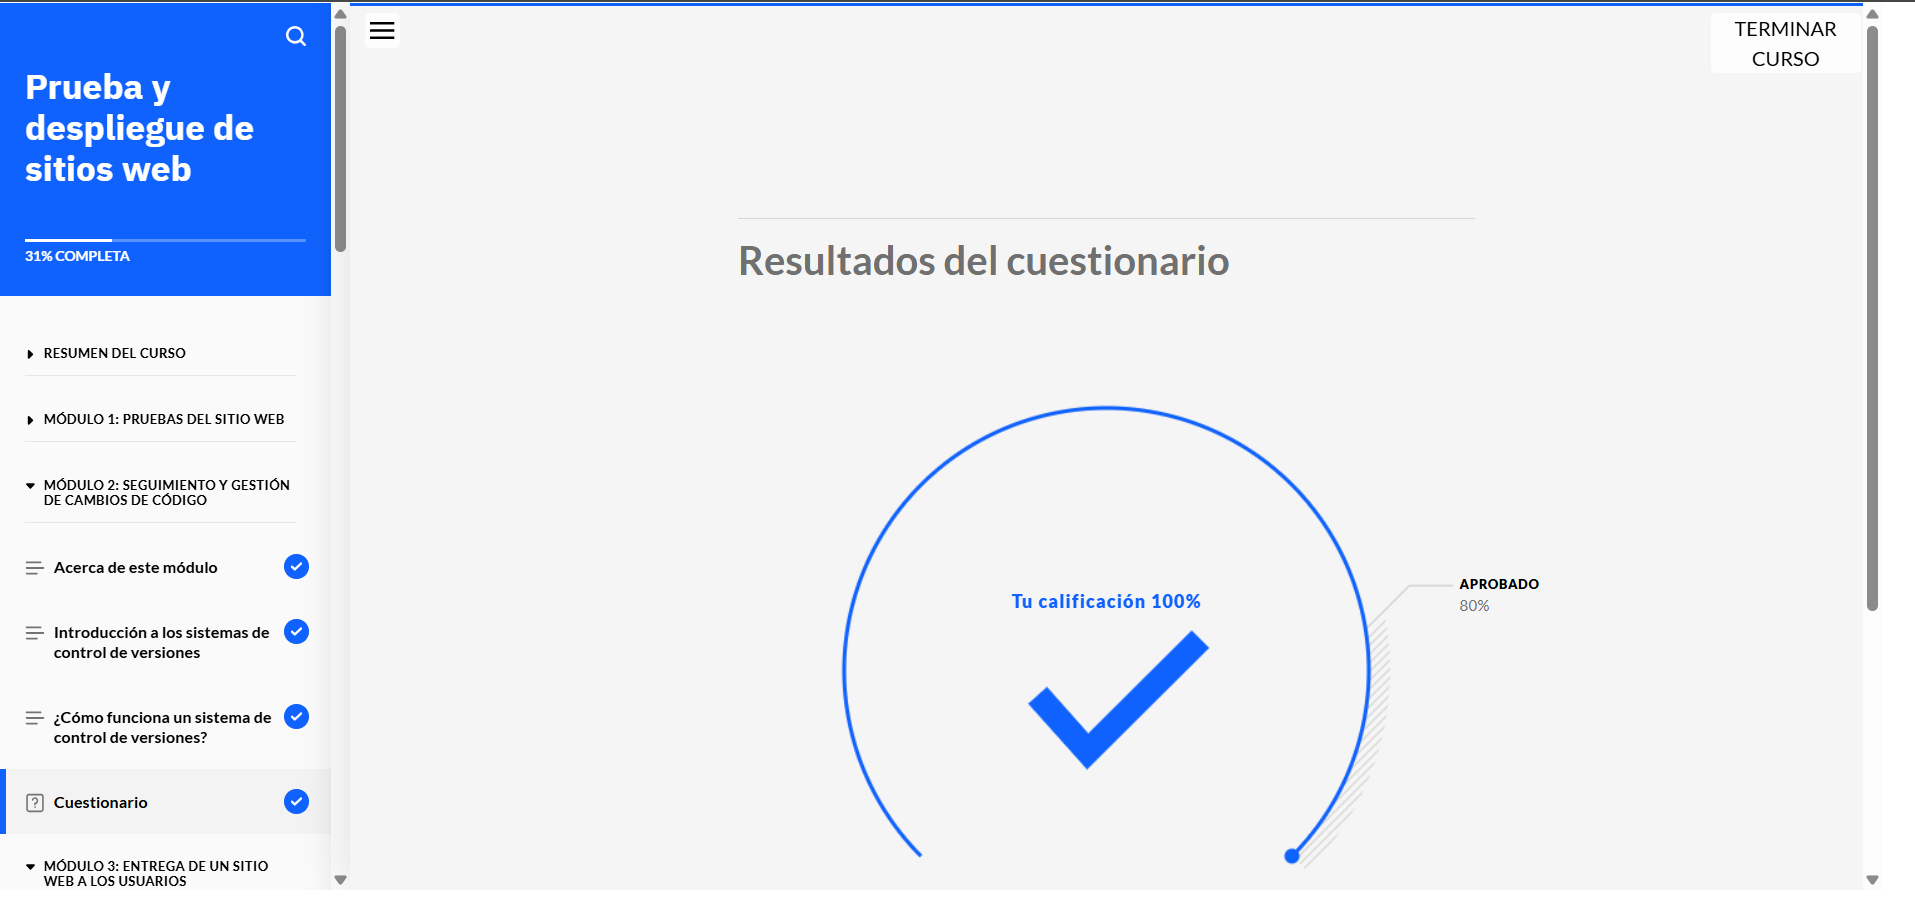 Prueba y
despliegue de
sitios web
31% COMPLETA
RESUMEN DEL CURSO
MÓDULO 1: PRUEBAS DEL SITIO WEB
MÓDULO 2: SEGUIMIENTO Y GESTIÓN
DE CAMBIOS DE CÓDIGO
Acerca de este módulo
Introducción a los sistemas de
control de versiones
¿Cómo funciona un sistema de
control de versiones?
Cuestionario
MÓDULO 3: ENTREGA DE UN SITIO
WEB A LOS USUARIOS
TERMINAR
CURSO
Resultados del cuestionario
Tu calificación 100%
APROBADO
80%